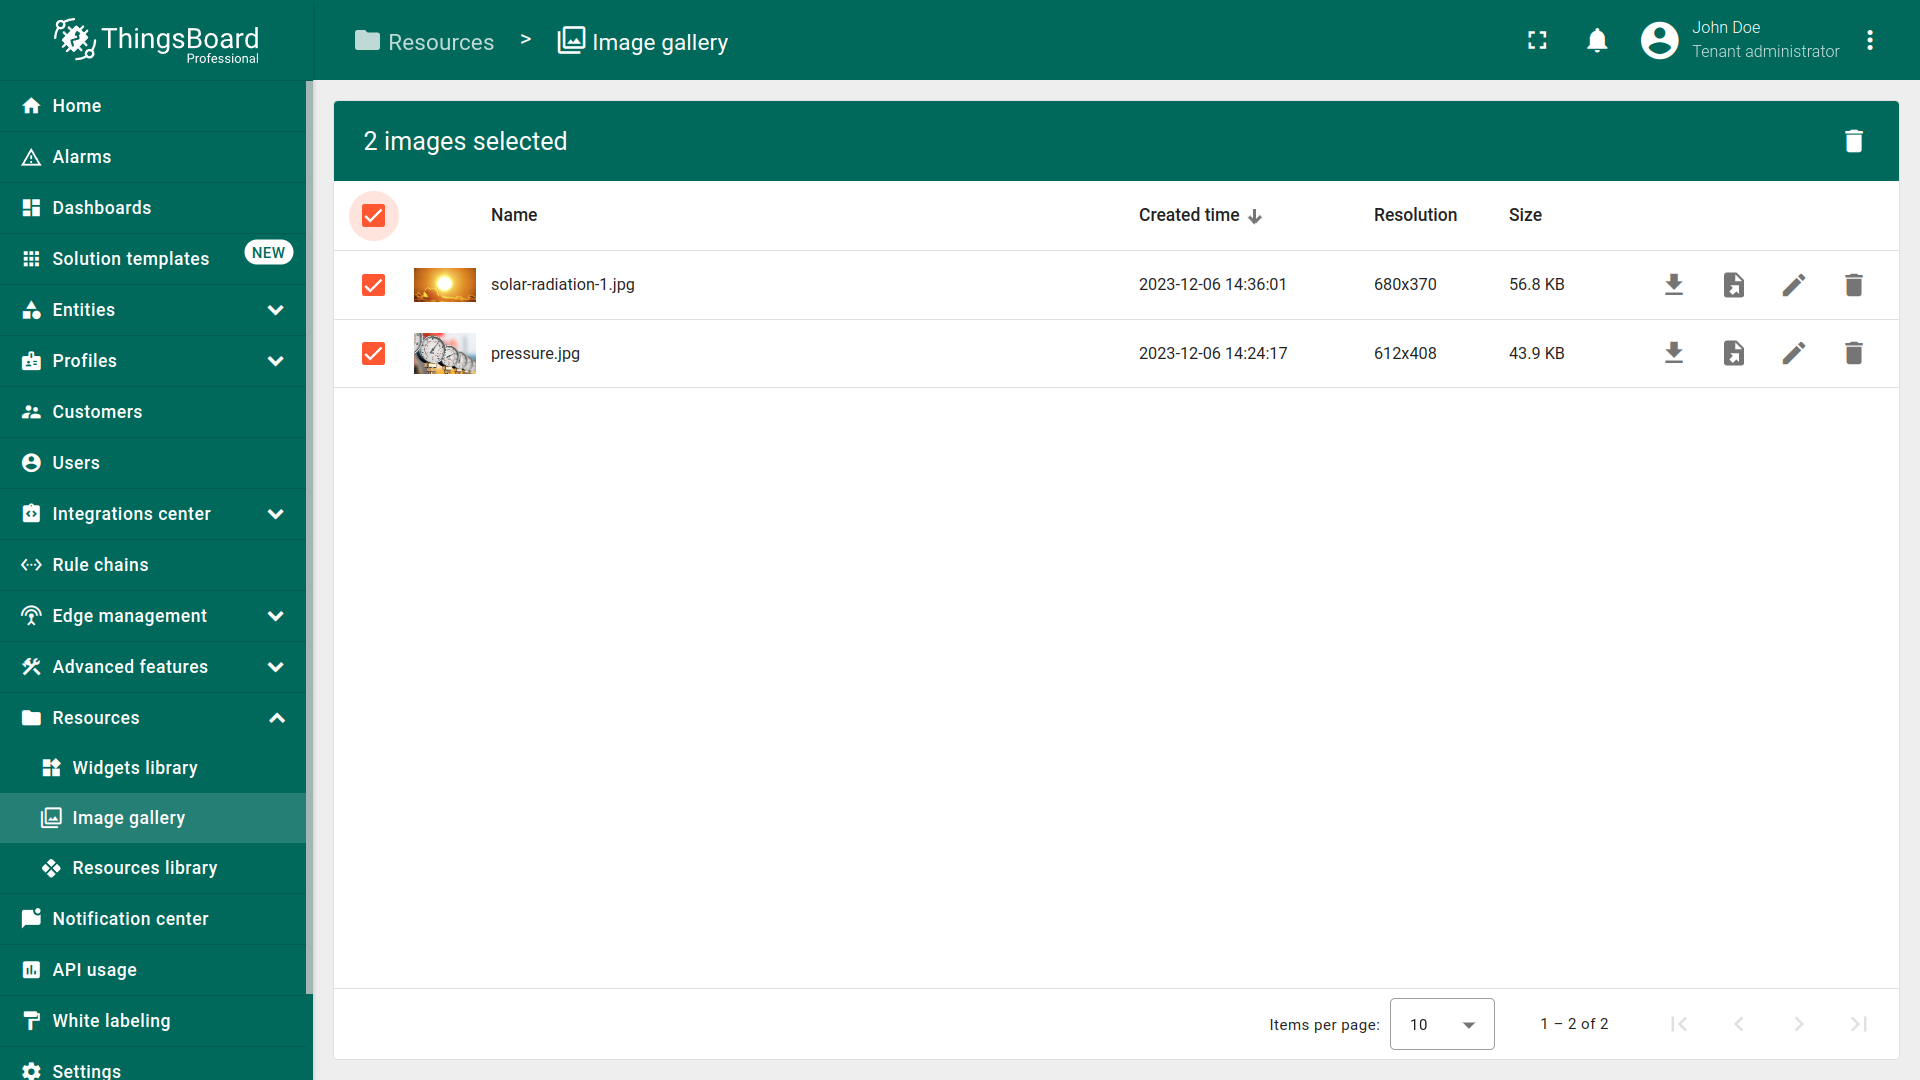 ThingsBoard
Professional
Resources > Image gallery
John Doe
Tenant administrator
Home
Alarms
Dashboards
Solution templates NEW
Entities
Profiles
Customers
Users
Integrations center
Rule chains
Edge management
Advanced features
Resources
Widgets library
Image gallery
Resources library
Notification center
API usage
White labeling
Settings
2 images selected
Name Created time Resolution Size
solar-radiation-1.jpg 2023-12-06 14:36:01 680x370 56.8 KB
pressure.jpg 2023-12-06 14:24:17 612x408 43.9 KB
Items per page: 10 1 – 2 of 2